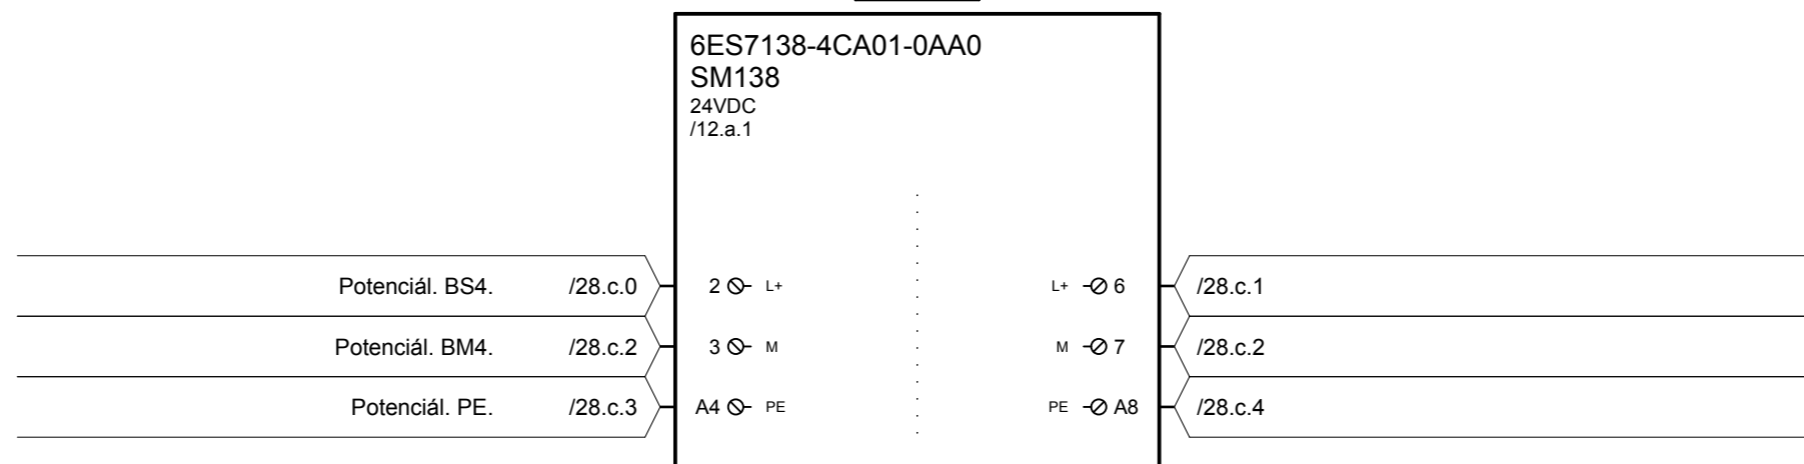 6ES7138-4CA01-0AA0
SM138
24VDC
/12.a.1
Potenciál. BS4. /28.c.0 2 L+ L+ 6 /28.c.1
Potenciál. BM4. /28.c.2 3 M M 7 /28.c.2
Potenciál. PE. /28.c.3 A4 PE PE A8 /28.c.4